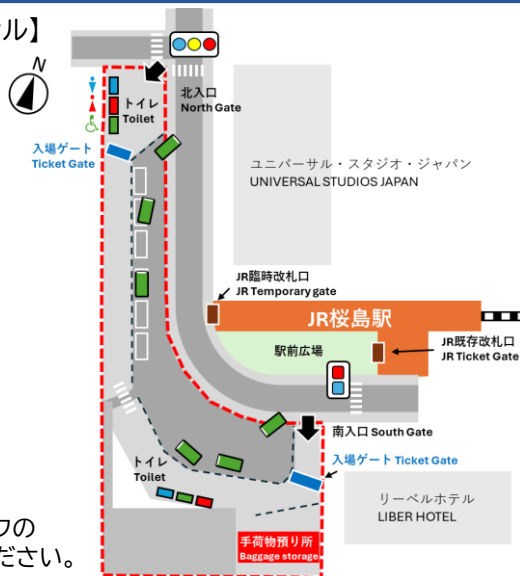 ル】
N
北入口
North Gate
トイレ
Toilet
入場ゲート
Ticket Gate
ユニバーサル・スタジオ・ジャパン
UNIVERSAL STUDIOS JAPAN
JR臨時改札口
JR Temporary gate
JR桜島駅
駅前広場
JR既存改札口
JR Ticket Gate
南入口 South Gate
入場ゲート Ticket Gate
トイレ
Toilet
リーベルホテル
LIBER HOTEL
手荷物預り所
Baggage storage
クの
ださい。